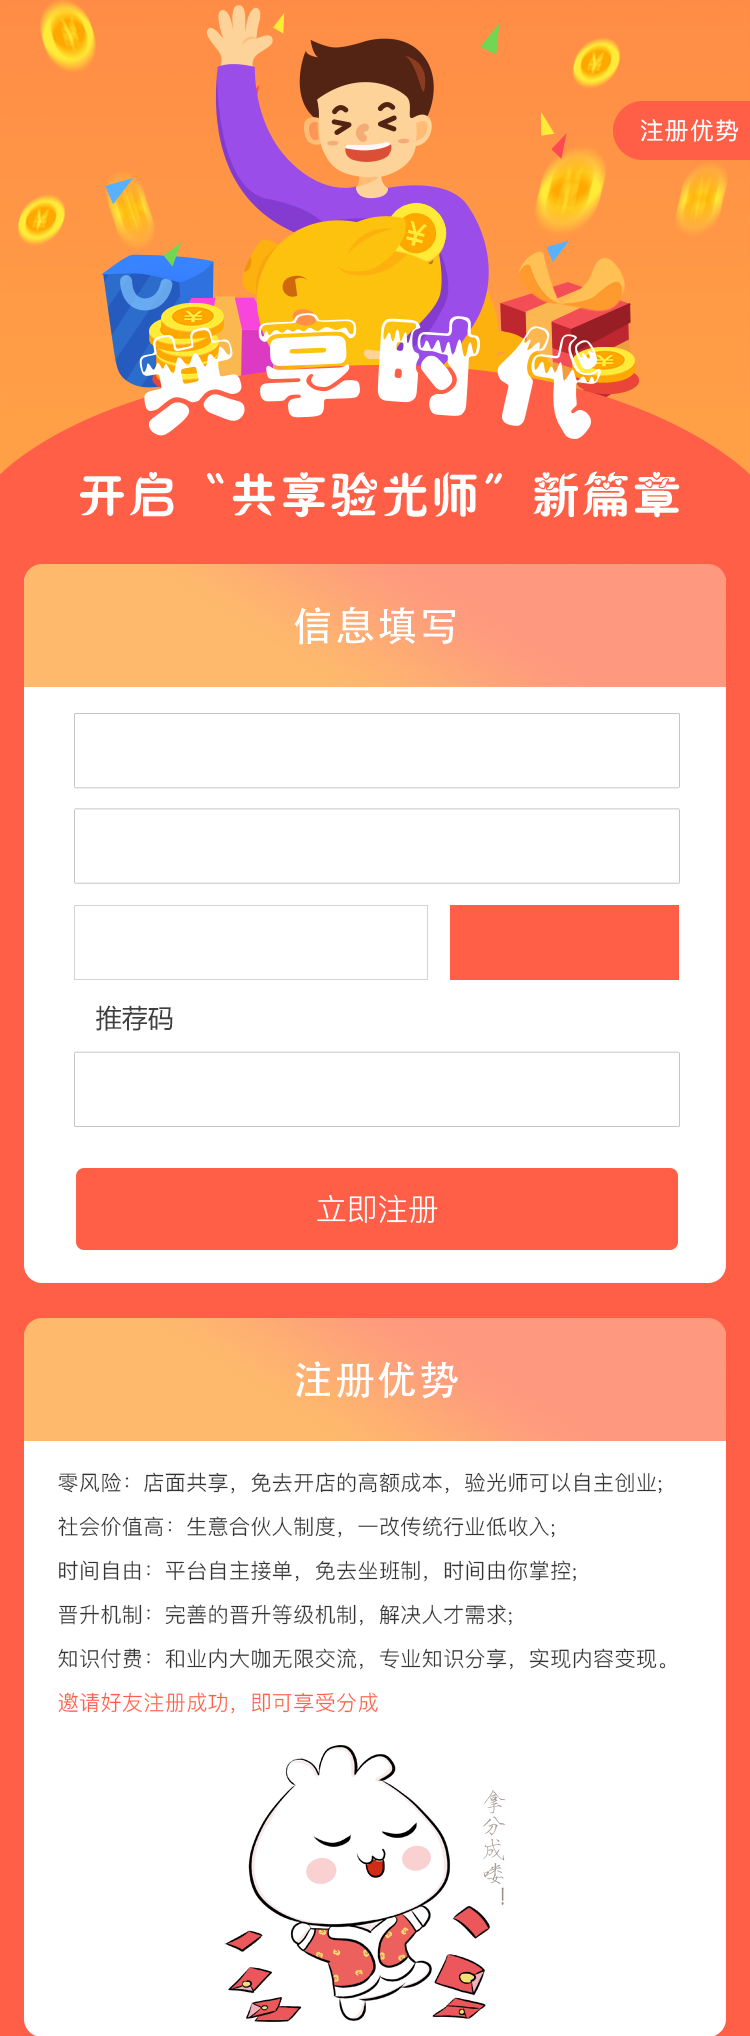 注册优势
共享时代
开启“共享验光师”新篇章
信息填写
推荐码
立即注册
注册优势
零风险：店面共享，免去开店的高额成本，验光师可以自主创业;
社会价值高：生意合伙人制度，一改传统行业低收入;
时间自由：平台自主接单，免去坐班制，时间由你掌控;
晋升机制：完善的晋升等级机制，解决人才需求;
知识付费：和业内大咖无限交流，专业知识分享，实现内容变现。
邀请好友注册成功，即可享受分成
拿分成喽！